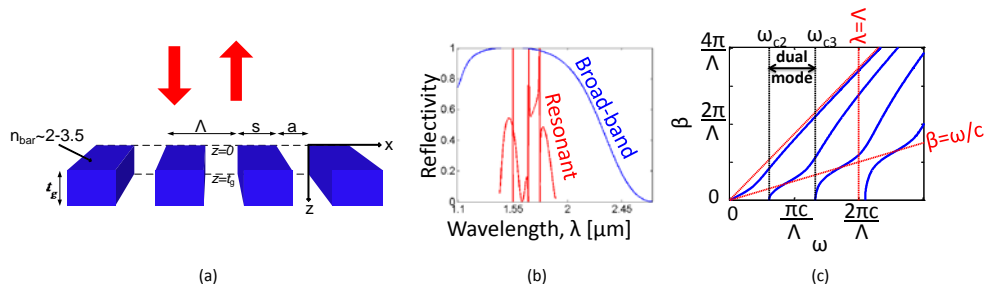 n_bar~2-3.5
Λ
s
a
x
z=0
z=t_g
t_g
z
(a)
Reflectivity
1
0.8
0.6
0.4
0.2
0
1.1
1.55
2
2.45
Broad-band
Resonant
Wavelength, λ [μm]
(b)
ω_c2
ω_c3
λ=Λ
dual
mode
4π
Λ
β
2π
Λ
0
β=ω/c
0
πc
Λ
2πc
Λ
ω
(c)